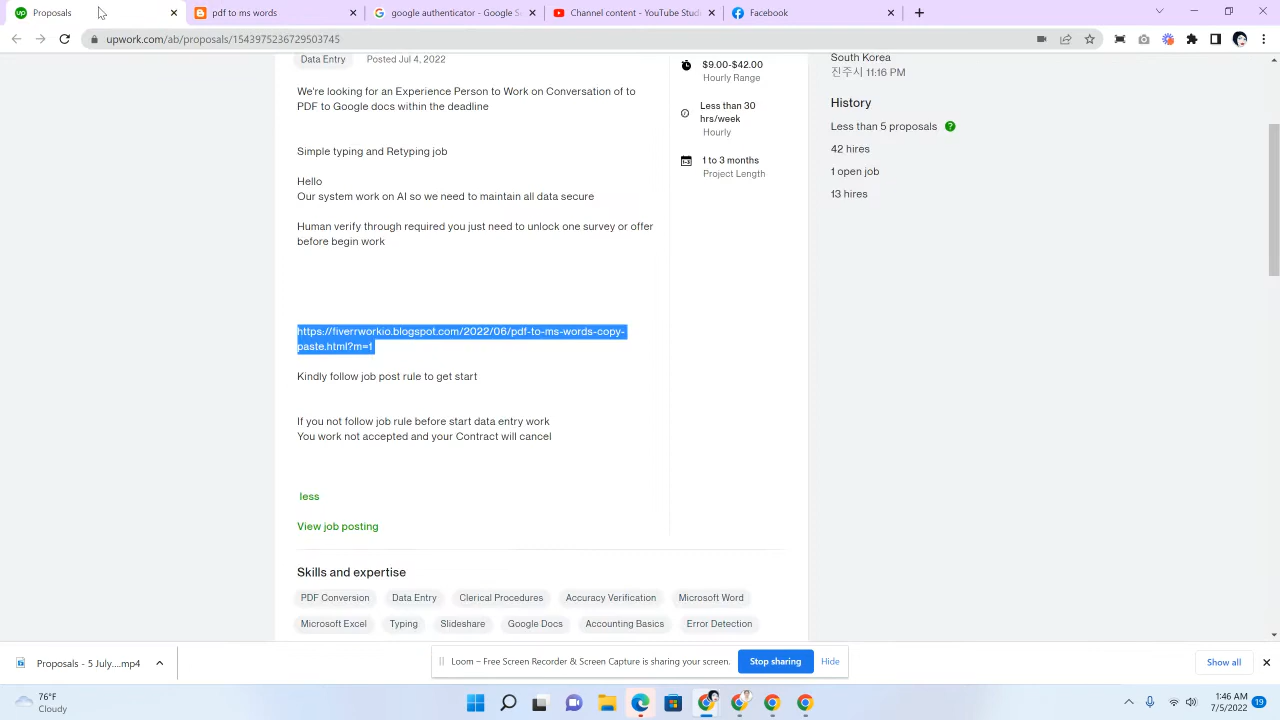 Proposals
pdf to ms words
google authenticator - Google Se
Channel content - YouTube Studi
Facebook
upwork.com/ab/proposals/1543975236729503745
Data Entry
Posted Jul 4, 2022
We're looking for an Experience Person to Work on Conversation of to
PDF to Google docs within the deadline
Simple typing and Retyping job
Hello
Our system work on AI so we need to maintain all data secure
Human verify through required you just need to unlock one survey or offer
before begin work
https://fiverrworkio.blogspot.com/2022/06/pdf-to-ms-words-copy-
paste.html?m=1
Kindly follow job post rule to get start
If you not follow job rule before start data entry work
You work not accepted and your Contract will cancel
less
View job posting
Skills and expertise
PDF Conversion
Data Entry
Clerical Procedures
Accuracy Verification
Microsoft Word
Microsoft Excel
Typing
Slideshare
Google Docs
Accounting Basics
Error Detection
$9.00-$42.00
Hourly Range
Less than 30
hrs/week
Hourly
1 to 3 months
Project Length
South Korea
진주시 11:16 PM
History
Less than 5 proposals
42 hires
1 open job
13 hires
Proposals - 5 July....mp4
Loom – Free Screen Recorder & Screen Capture is sharing your screen.
Stop sharing
Hide
Show all
76°F
Cloudy
1:46 AM
7/5/2022
19